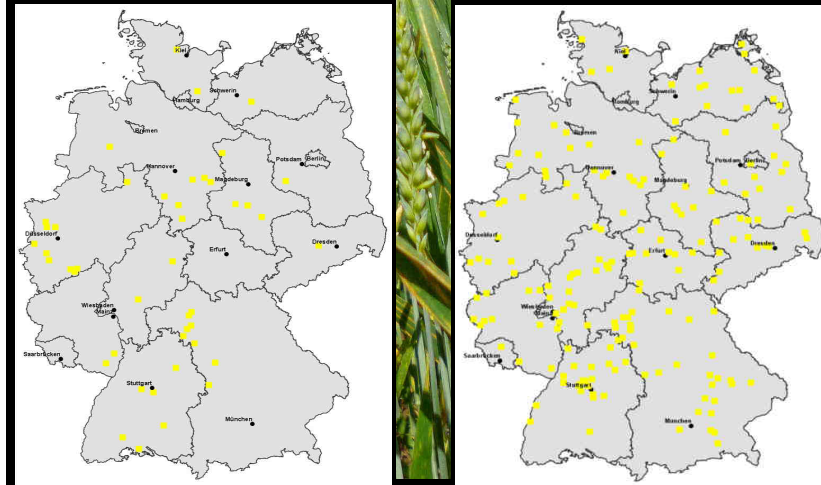 Kiel
Schwerin
Hamburg
Bremen
Hannover
Potsdam
(Berlin)
Magdeburg
Düsseldorf
Erfurt
Dresden
Wiesbaden
(Mainz)
Saarbrücken
Stuttgart
München
Kiel
Schwerin
Hamburg
Bremen
Hannover
Potsdam
(Berlin)
Magdeburg
Düsseldorf
Erfurt
Dresden
Wiesbaden
(Mainz)
Saarbrücken
Stuttgart
München